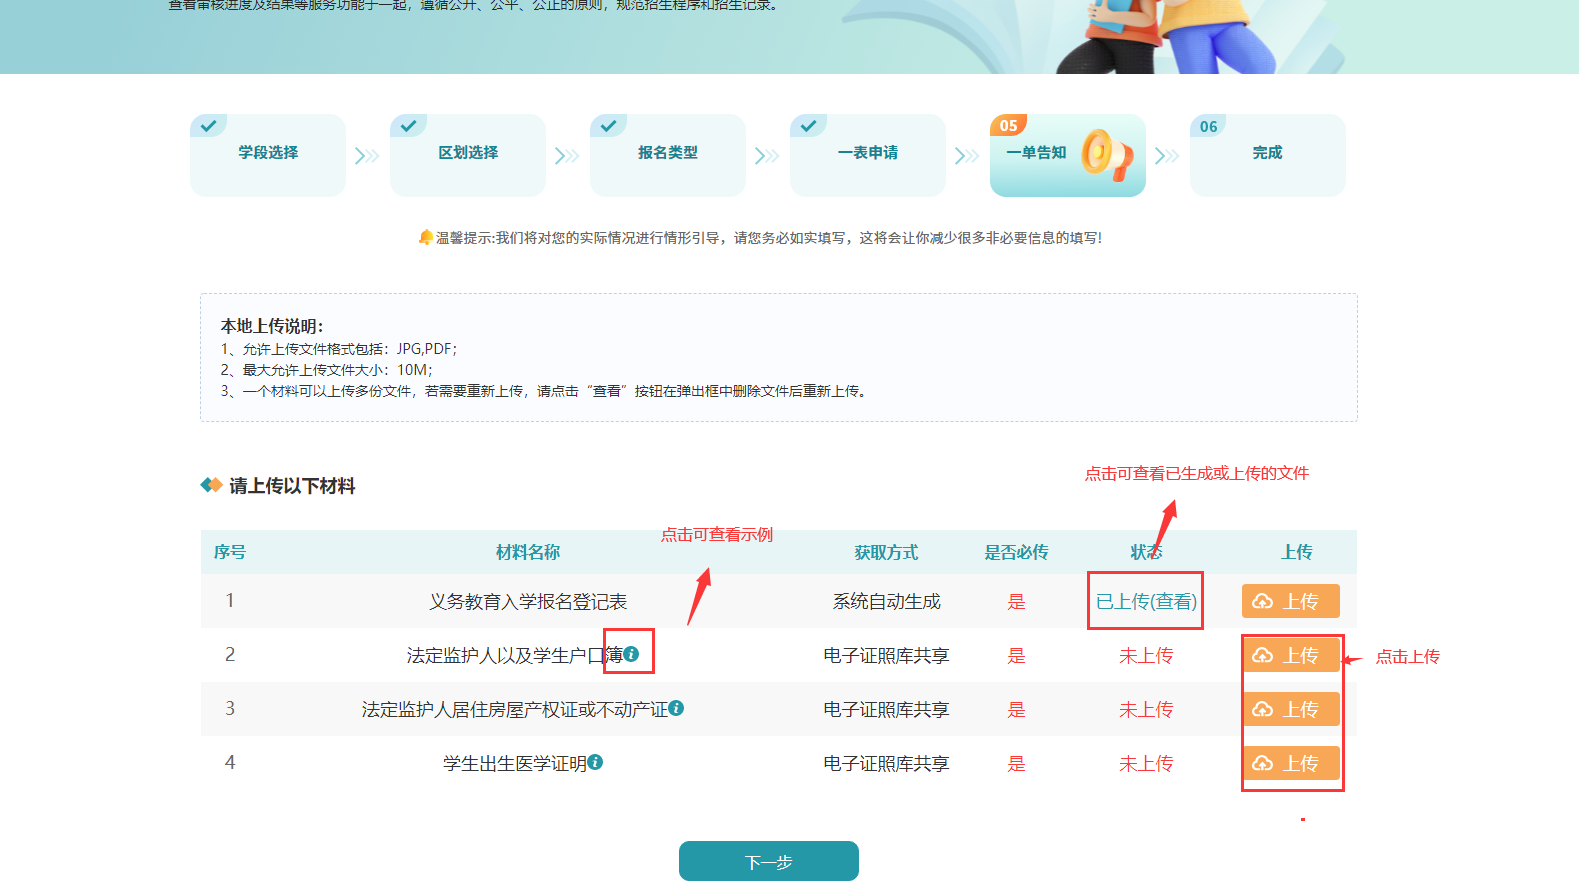 查看审核进度及结果等服务功能于一起，遵循公开、公平、公正的原则，规范招生程序和招生记录。
学段选择
区划选择
报名类型
一表申请
05
一单告知
06
完成
温馨提示:我们将对您的实际情况进行情形引导，请您务必如实填写，这将会让你减少很多非必要信息的填写!
本地上传说明：
1、允许上传文件格式包括：JPG,PDF；
2、最大允许上传文件大小：10M；
3、一个材料可以上传多份文件，若需要重新上传，请点击“查看”按钮在弹出框中删除文件后重新上传。
点击可查看已生成或上传的文件
请上传以下材料
点击可查看示例
序号 材料名称 获取方式 是否必传 状态 上传
1 义务教育入学报名登记表 系统自动生成 是 已上传(查看) 上传
2 法定监护人以及学生户口簿 电子证照库共享 是 未上传 上传
点击上传
3 法定监护人居住房屋产权证或不动产证 电子证照库共享 是 未上传 上传
4 学生出生医学证明 电子证照库共享 是 未上传 上传
下一步